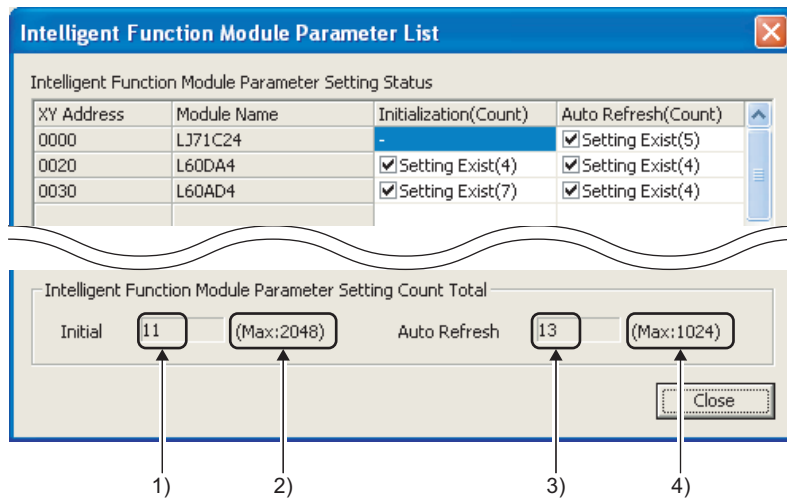 Intelligent Function Module Parameter List
Intelligent Function Module Parameter Setting Status
XY Address Module Name Initialization(Count) Auto Refresh(Count)
0000 LJ71C24 - Setting Exist(5)
0020 L60DA4 Setting Exist(4) Setting Exist(4)
0030 L60AD4 Setting Exist(7) Setting Exist(4)
Intelligent Function Module Parameter Setting Count Total
Initial 11 (Max:2048) Auto Refresh 13 (Max:1024)
Close
1) 2) 3) 4)